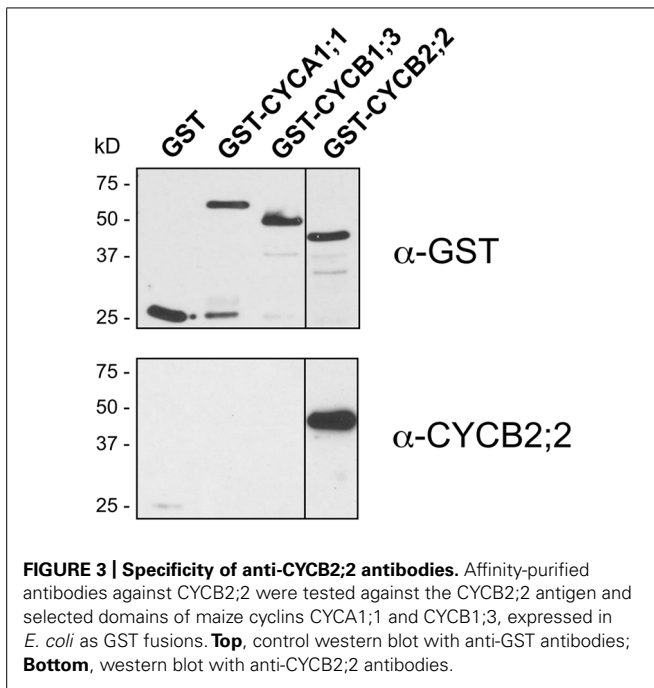 GST
GST-CYCA1;1
GST-CYCB1;3
GST-CYCB2;2
kD
75 -
50 -
37 -
25 -
α-GST
75 -
50 -
37 -
25 -
α-CYCB2;2
FIGURE 3 | Specificity of anti-CYCB2;2 antibodies. Affinity-purified
antibodies against CYCB2;2 were tested against the CYCB2;2 antigen and
selected domains of maize cyclins CYCA1;1 and CYCB1;3, expressed in
E. coli as GST fusions. Top, control western blot with anti-GST antibodies;
Bottom, western blot with anti-CYCB2;2 antibodies.